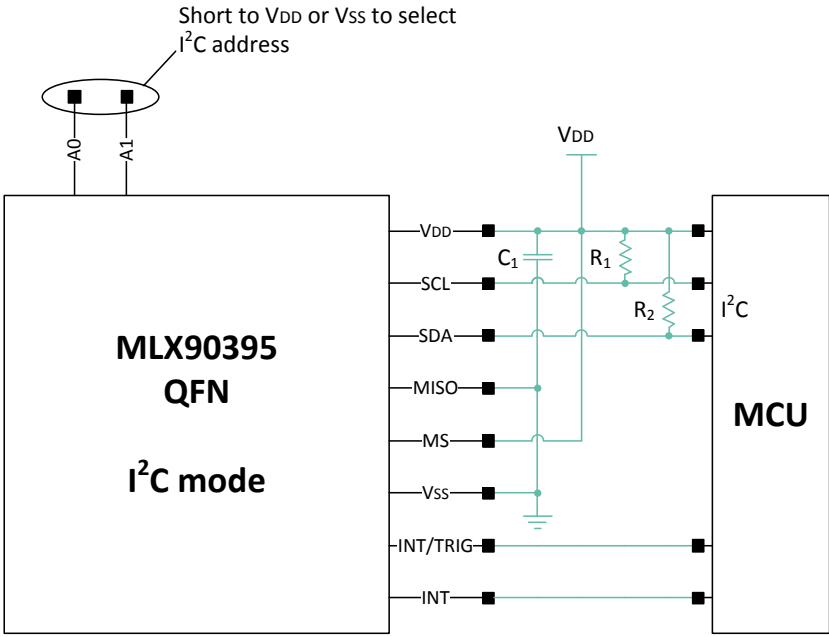 Short to VDD or VSS to select
I²C address
A0
A1
VDD
VDD
C₁
R₁
SCL
R₂
I²C
SDA
MLX90395
QFN
MISO
MCU
MS
I²C mode
VSS
INT/TRIG
INT